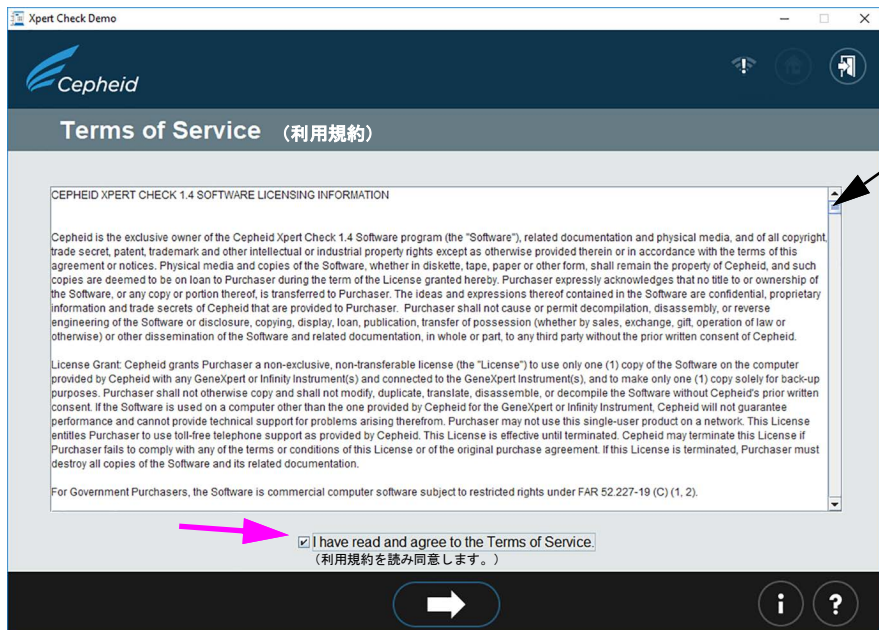 Xpert Check Demo
Cepheid
Terms of Service （利用規約）
CEPHEID XPERT CHECK 1.4 SOFTWARE LICENSING INFORMATION
Cepheid is the exclusive owner of the Cepheid Xpert Check 1.4 Software program (the "Software"), related documentation and physical media, and of all copyright,
trade secret, patent, trademark and other intellectual or industrial property rights except as otherwise provided therein or in accordance with the terms of this
agreement or notices. Physical media and copies of the Software, whether in diskette, tape, paper or other form, shall remain the property of Cepheid, and such
copies are deemed to be on loan to Purchaser during the term of the License granted hereby. Purchaser expressly acknowledges that no title to or ownership of
the Software, or any copy or portion thereof, is transferred to Purchaser. The ideas and expressions thereof contained in the Software are confidential, proprietary
information and trade secrets of Cepheid that are provided to Purchaser. Purchaser shall not cause or permit decompilation, disassembly, or reverse
engineering of the Software or disclosure, copying, display, loan, publication, transfer of possession (whether by sales, exchange, gift, operation of law or
otherwise) or other dissemination of the Software and related documentation, in whole or part, to any third party without the prior written consent of Cepheid.
License Grant: Cepheid grants Purchaser a non-exclusive, non-transferable license (the "License") to use only one (1) copy of the Software on the computer
provided by Cepheid with any GeneXpert or Infinity Instrument(s) and connected to the GeneXpert Instrument(s), and to make only one (1) copy solely for back-up
purposes. Purchaser shall not otherwise copy and shall not modify, duplicate, translate, disassemble, or decompile the Software without Cepheid's prior written
consent. If the Software is used on a computer other than the one provided by Cepheid for the GeneXpert or Infinity Instrument, Cepheid will not guarantee
performance and cannot provide technical support for problems arising therefrom. Purchaser may not use this single-user product on a network. This License
entitles Purchaser to use toll-free telephone support as provided by Cepheid. This License is effective until terminated. Cepheid may terminate this License if
Purchaser fails to comply with any of the terms or conditions of this License or of the original purchase agreement. If this License is terminated, Purchaser must
destroy all copies of the Software and its related documentation.
For Government Purchasers, the Software is commercial computer software subject to restricted rights under FAR 52.227-19 (C) (1, 2).
I have read and agree to the Terms of Service.
（利用規約を読み同意します。）
i ?